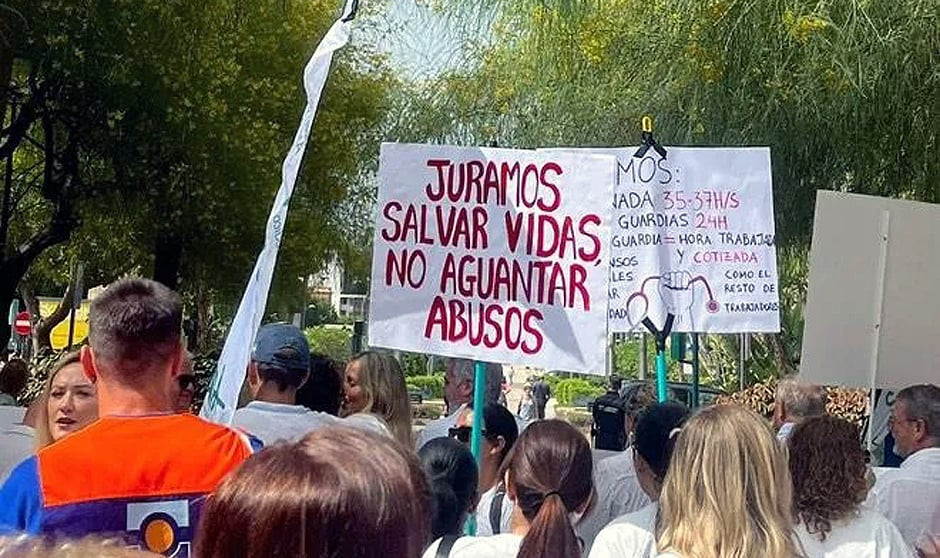 JURAMOS
SALVAR VIDAS,
NO AGUANTAR
ABUSOS
MOS:
NADA 35-37H/S
GUARDIAS 24H
GUARDIA = HORA TRABAJADA
Y COTIZADA
COMO EL
RESTO DE
TRABAJADORES